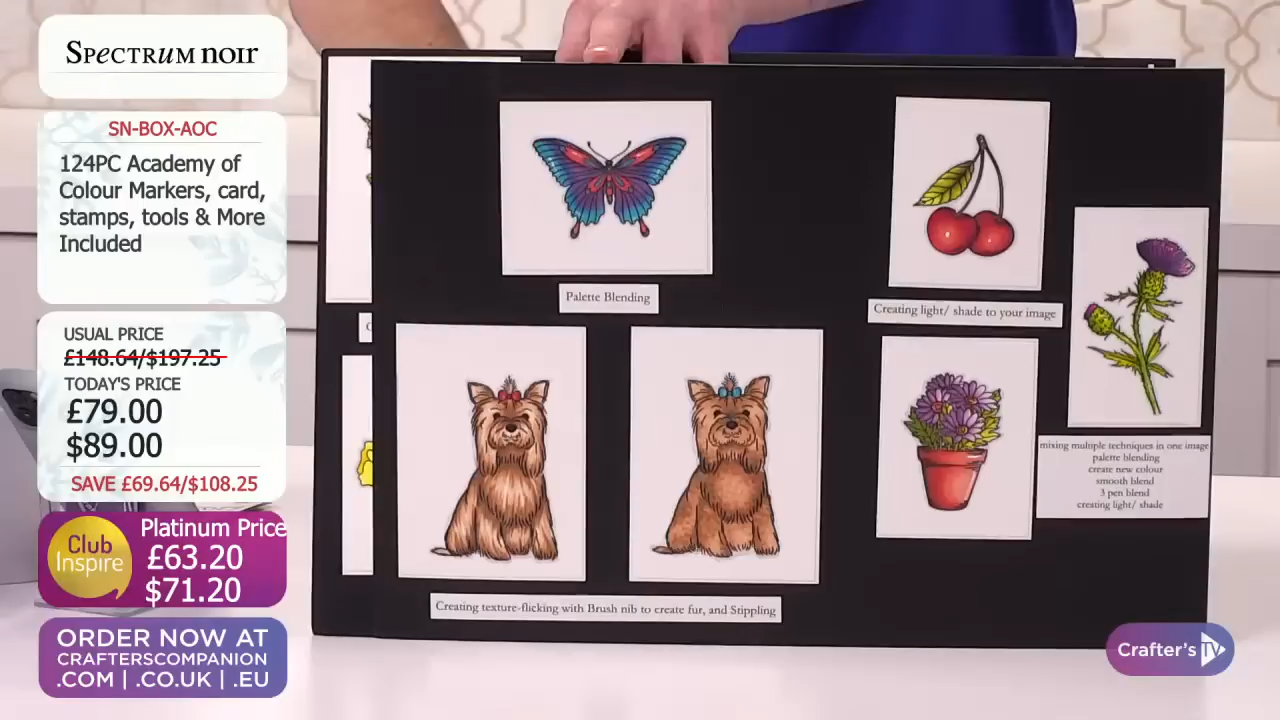 SPECTRUM NOIR
SN-BOX-AOC
124PC Academy of
Colour Markers, card,
stamps, tools & More
Included
USUAL PRICE
£148.64/$197.25
TODAY'S PRICE
£79.00
$89.00
SAVE £69.64/$108.25
Club
Inspire
Platinum Price
£63.20
$71.20
ORDER NOW AT
CRAFTERSCOMPANION
.COM | .CO.UK | .EU
Palette Blending
Creating light/ shade to your image
mixing multiple techniques in one image
palette blending
create new colour
smooth blend
3 pen blend
creating light/ shade
Creating texture-flicking with Brush nib to create fur, and Stippling
Crafter's TV